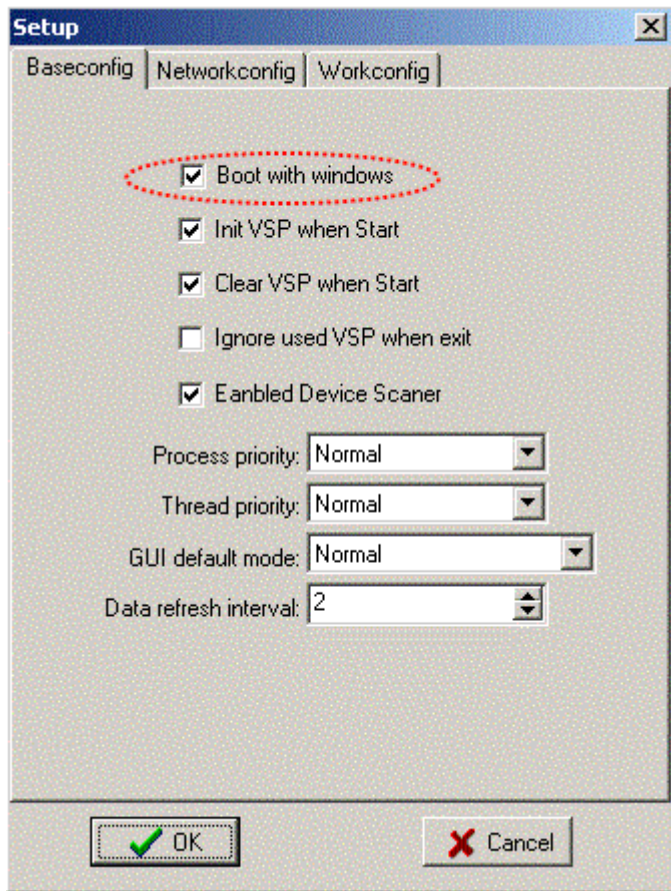 Setup
Baseconfig Networkconfig Workconfig
Boot with windows
Init VSP when Start
Clear VSP when Start
Ignore used VSP when exit
Eanbled Device Scaner
Process priority: Normal
Thread priority: Normal
GUI default mode: Normal
Data refresh interval: 2
OK Cancel